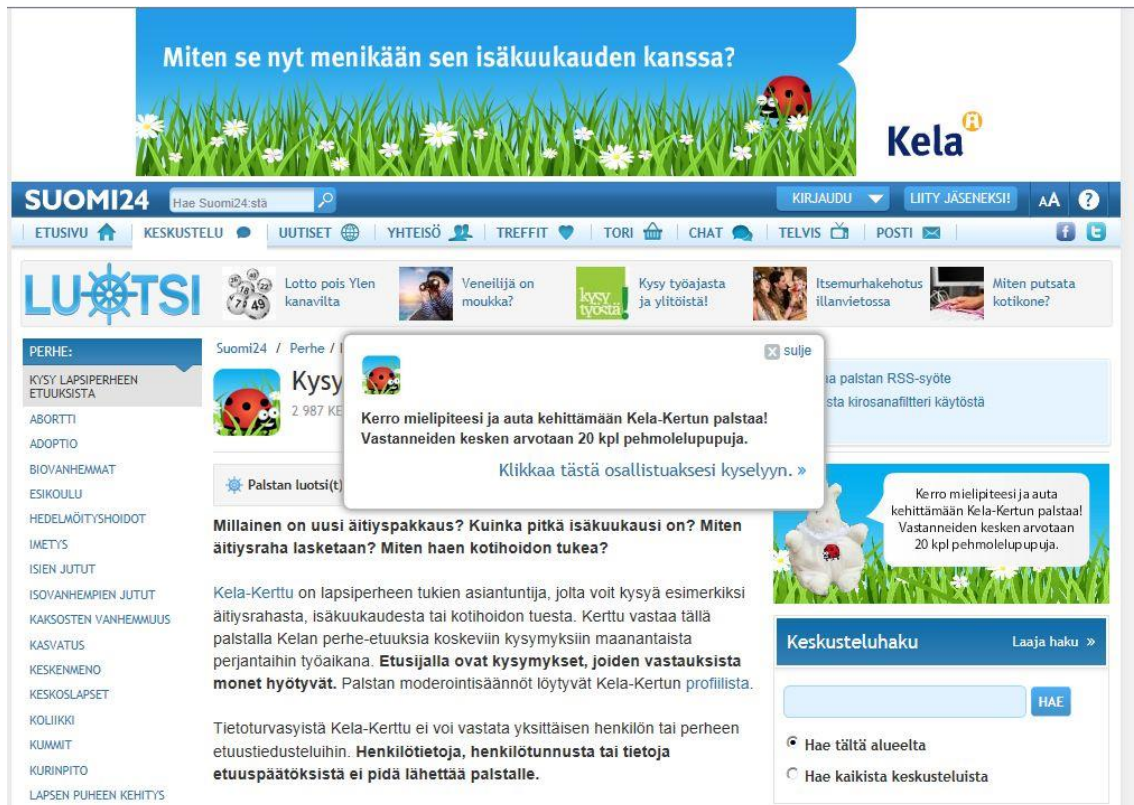 Miten se nyt menikään sen isäkuukauden kanssa?
Kela
SUOMI24
Hae Suomi24:stä
KIRJAUDU
LIITY JÄSENEKSI!
AA
?
ETUSIVU
KESKUSTELU
UUTISET
YHTEISÖ
TREFFIT
TORI
CHAT
TELVIS
POSTI
LUOTSI
Lotto pois Ylen
kanavilta
Veneilijä on
moukka?
kysy
työstä!
Kysy työajasta
ja ylitöistä!
Itsemurhakehotus
illanvietossa
Miten putsata
kotikone?
PERHE:
KYSY LAPSIPERHEEN
ETUUKSISTA
ABORTTI
ADOPTIO
BIOVANHEMMAT
ESIKOULU
HEDELMÖITYSHOIDOT
IMETYS
ISIEN JUTUT
ISOVANHEMPIEN JUTUT
KAKSOSTEN VANHEMMUUS
KASVATUS
KESKENMENO
KESKOSLAPSET
KOLIIKKI
KUMMIT
KURINPITO
LAPSEN PUHEEN KEHITYS
Suomi24 / Perhe /
Kysy
2 987 KE
sulje
Kerro mielipiteesi ja auta kehittämään Kela-Kertun palstaa!
Vastanneiden kesken arvotaan 20 kpl pehmolelupupuja.
Klikkaa tästä osallistuaksesi kyselyyn. »
palstan RSS-syöte
kirosanafiltteri käytöstä
Palstan luotsi(t)
Millainen on uusi äitiyspakkaus? Kuinka pitkä isäkuukausi on? Miten
äitiysraha lasketaan? Miten haen kotihoidon tukea?
Kela-Kerttu on lapsiperheen tukien asiantuntija, jolta voit kysyä esimerkiksi
äitiysrahasta, isäkuukaudesta tai kotihoidon tuesta. Kerttu vastaa tällä
palstalla Kelan perhe-etuuksia koskeviin kysymyksiin maanantaista
perjantaihin työaikana. Etusijalla ovat kysymykset, joiden vastauksista
monet hyötyvät. Palstan moderointisäännöt löytyvät Kela-Kertun profiilista.
Tietoturvasyistä Kela-Kerttu ei voi vastata yksittäisen henkilön tai perheen
etuustiedusteluihin. Henkilötietoja, henkilötunnusta tai tietoja
etuuspäätöksistä ei pidä lähettää palstalle.
Kerro mielipiteesi ja auta
kehittämään Kela-Kertun palstaa!
Vastanneiden kesken arvotaan
20 kpl pehmolelupupuja.
Keskusteluhaku
Laaja haku »
HAE
Hae tältä alueelta
Hae kaikista keskusteluista